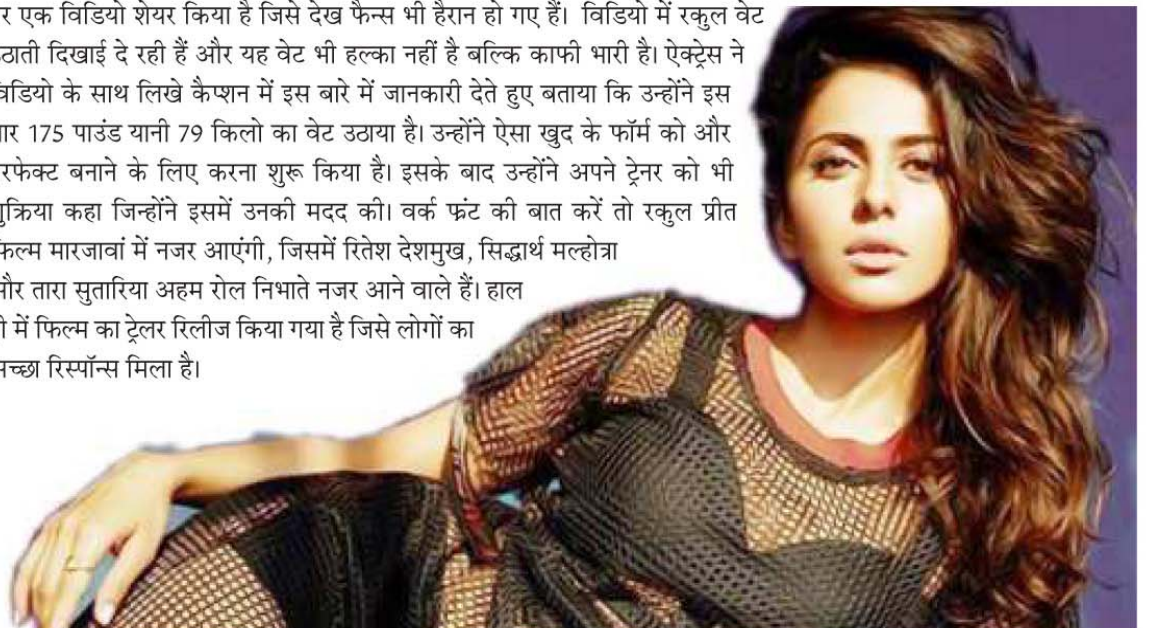 र एक विडियो शेयर किया है जिसे देख फैन्स भी हैरान हो गए हैं। विडियो में रकुल वेट
ठाती दिखाई दे रही हैं और यह वेट भी हल्का नहीं है बल्कि काफी भारी है। ऐक्ट्रेस ने
विडियो के साथ लिखे कैप्शन में इस बारे में जानकारी देते हुए बताया कि उन्होंने इस
ार 175 पाउंड यानी 79 किलो का वेट उठाया है। उन्होंने ऐसा खुद के फॉर्म को और
रफेक्ट बनाने के लिए करना शुरू किया है। इसके बाद उन्होंने अपने ट्रेनर को भी
ुक्रिया कहा जिन्होंने इसमें उनकी मदद की। वर्क फ्रंट की बात करें तो रकुल प्रीत
फिल्म मारजावां में नजर आएंगी, जिसमें रितेश देशमुख, सिद्धार्थ मल्होत्रा
और तारा सुतारिया अहम रोल निभाते नजर आने वाले हैं। हाल
ी में फिल्म का ट्रेलर रिलीज किया गया है जिसे लोगों का
अच्छा रिस्पॉन्स मिला है।